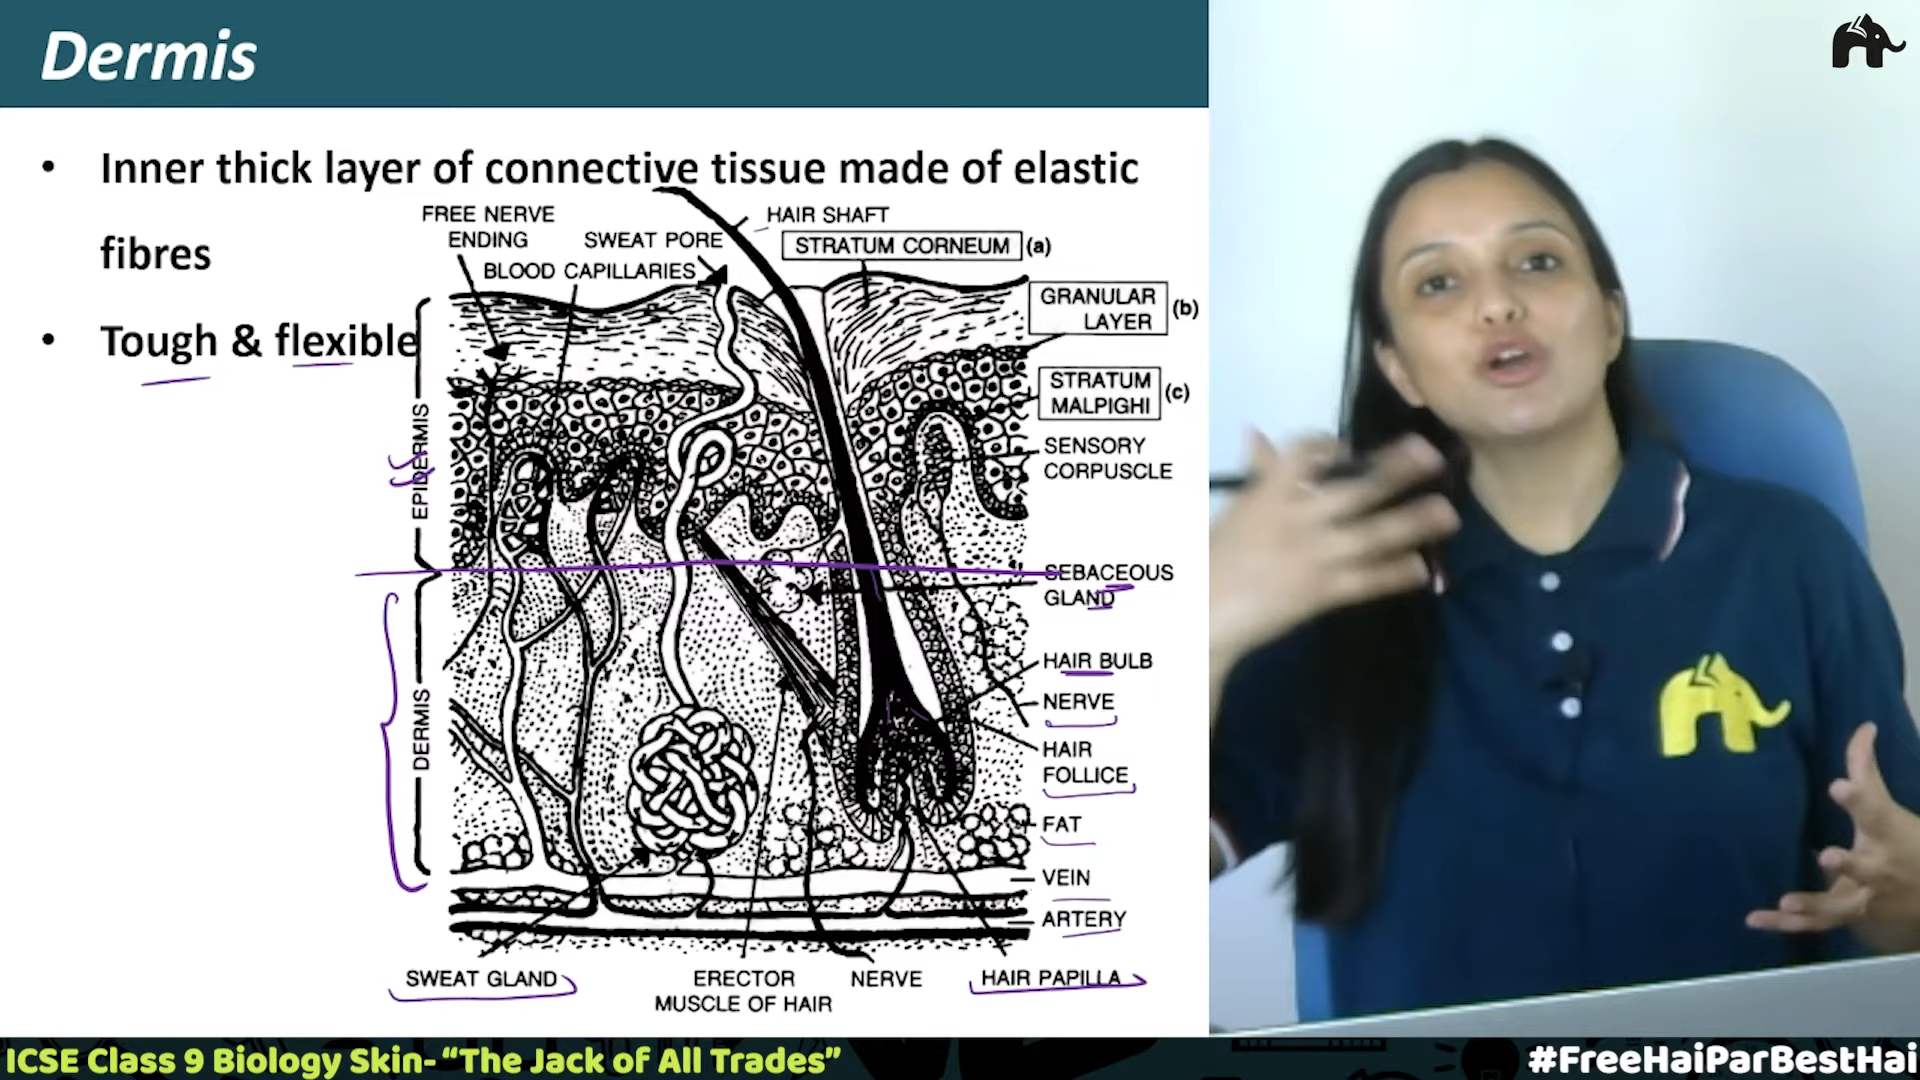 Dermis
• Inner thick layer of connective tissue made of elastic
fibres
• Tough & flexible
FREE NERVE
ENDING
SWEAT PORE
BLOOD CAPILLARIES
HAIR SHAFT
STRATUM CORNEUM (a)
GRANULAR
LAYER (b)
STRATUM
MALPIGHI (c)
SENSORY
CORPUSCLE
EPIDERMIS
SEBACEOUS
GLAND
HAIR BULB
NERVE
DERMIS
HAIR
FOLLICE
FAT
VEIN
ARTERY
SWEAT GLAND
ERECTOR
MUSCLE OF HAIR
NERVE
HAIR PAPILLA
ICSE Class 9 Biology Skin- “The Jack of All Trades”
#FreeHaiParBestHai